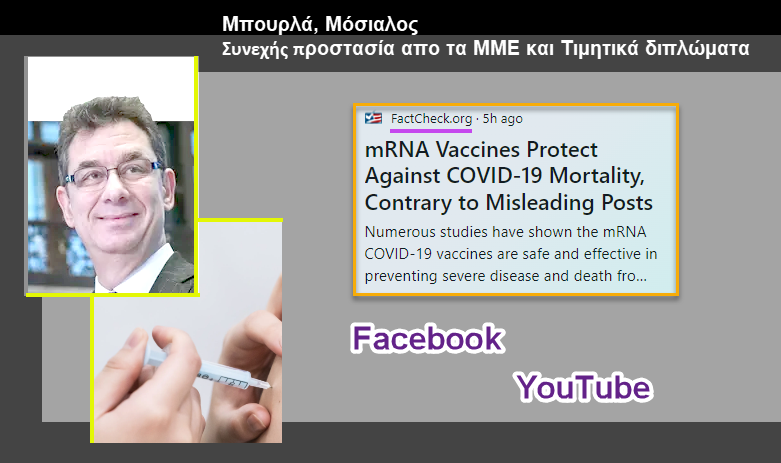 Μπουρλά, Μόσιαλος
Συνεχής προστασία απο τα ΜΜΕ και Τιμητικά διπλώματα
FactCheck.org · 5h ago
mRNA Vaccines Protect
Against COVID-19 Mortality,
Contrary to Misleading Posts
Numerous studies have shown the mRNA
COVID-19 vaccines are safe and effective in
preventing severe disease and death fro...
Facebook
YouTube